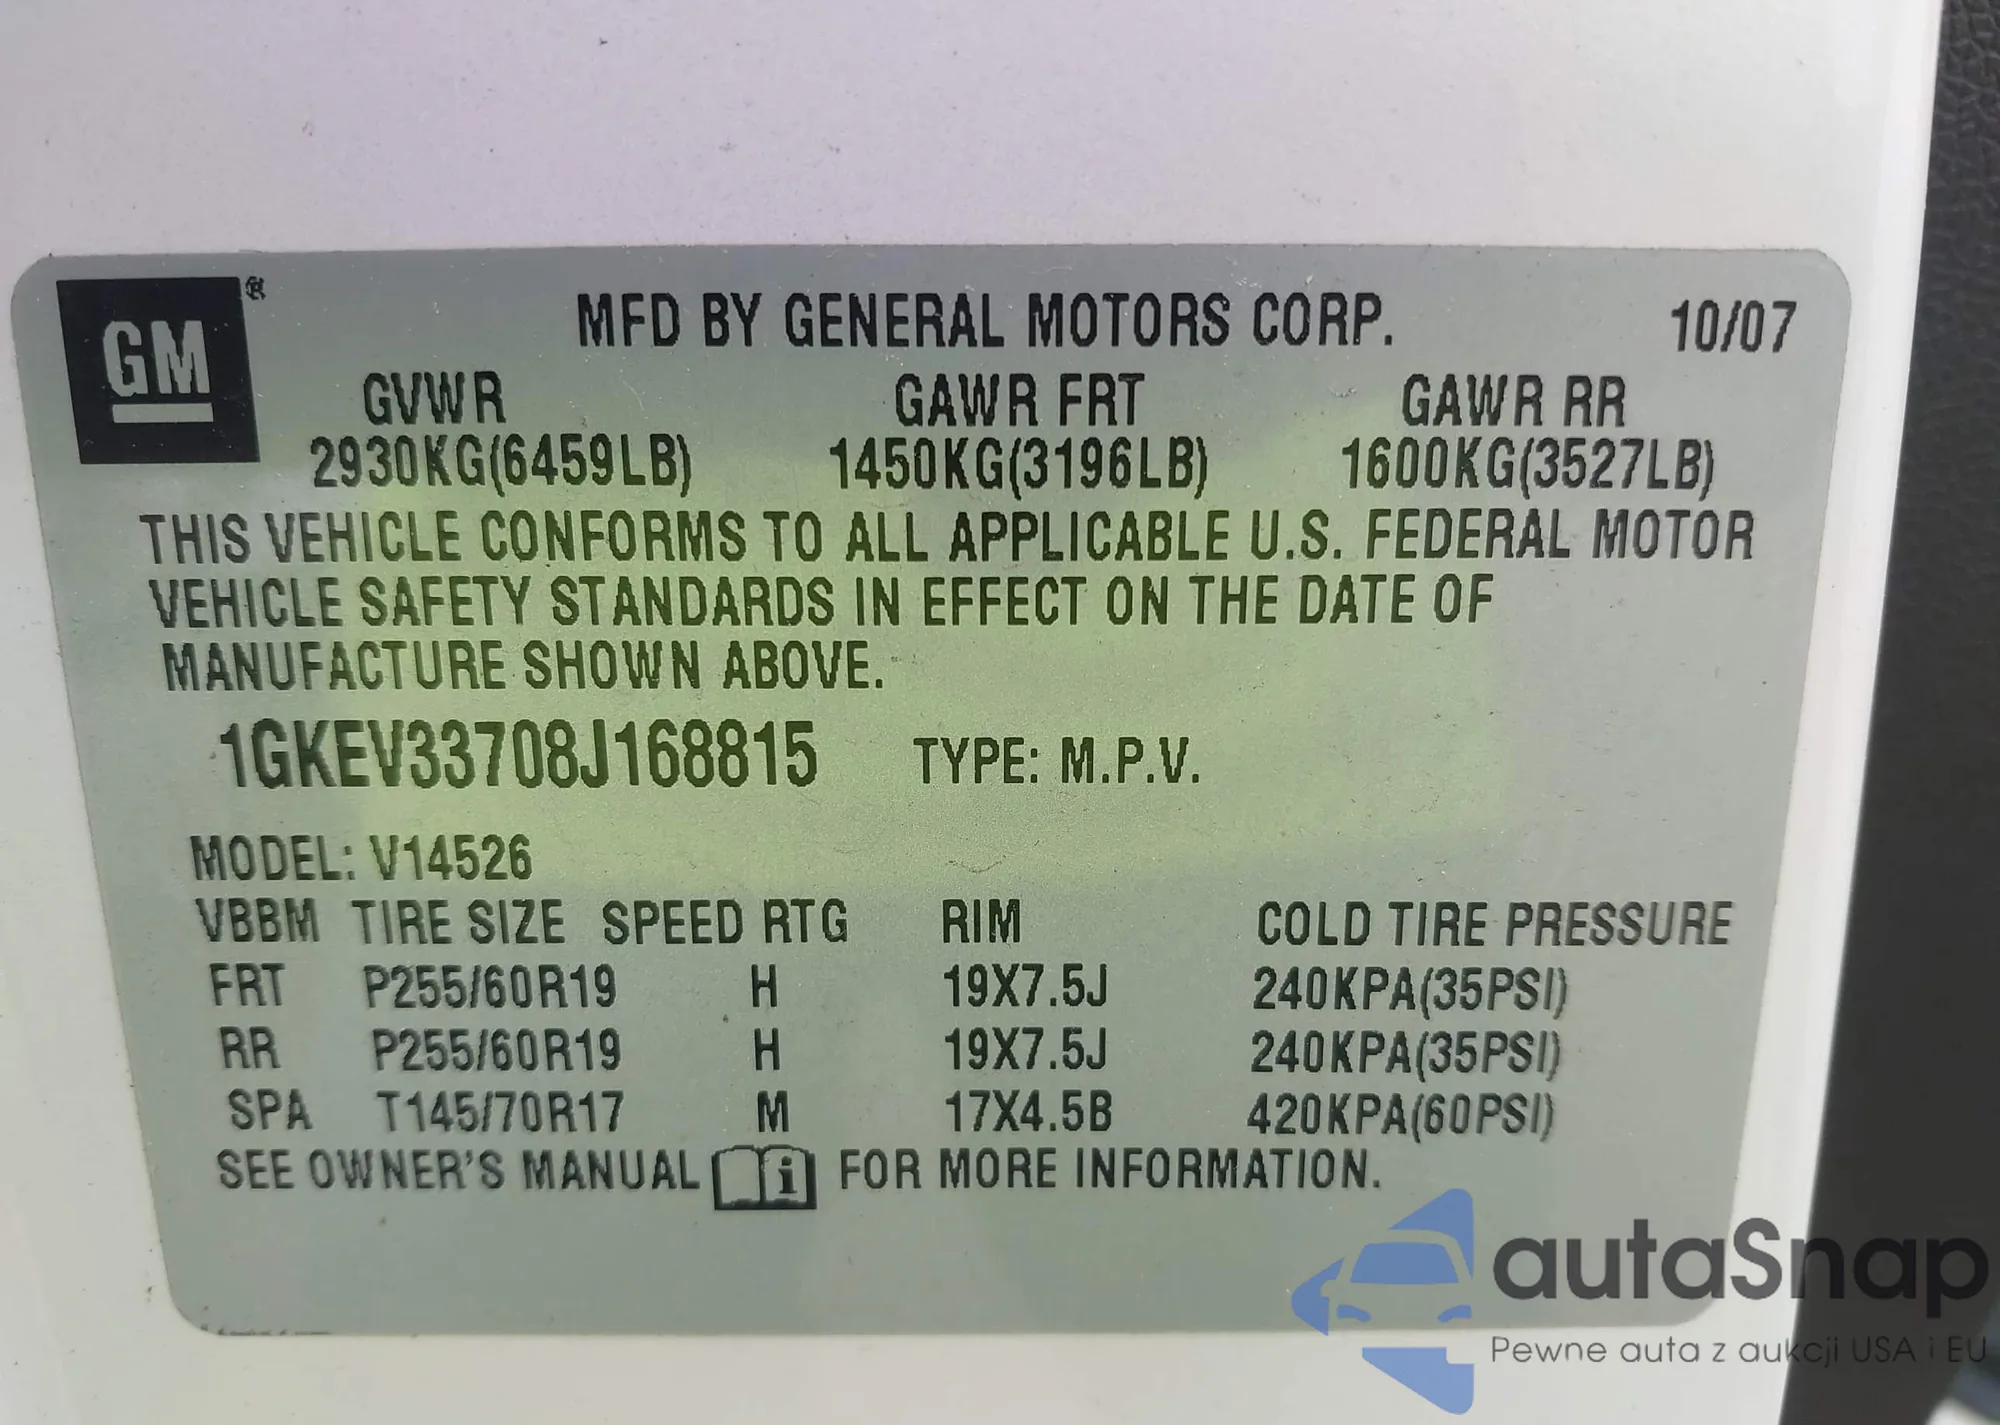 GM®
MFD BY GENERAL MOTORS CORP. 10/07
GVWR GAWR FRT GAWR RR
2930KG(6459LB) 1450KG(3196LB) 1600KG(3527LB)
THIS VEHICLE CONFORMS TO ALL APPLICABLE U.S. FEDERAL MOTOR
VEHICLE SAFETY STANDARDS IN EFFECT ON THE DATE OF
MANUFACTURE SHOWN ABOVE.
1GKEV33708J168815 TYPE: M.P.V.
MODEL: V14526
VBBM TIRE SIZE SPEED RTG RIM COLD TIRE PRESSURE
FRT P255/60R19 H 19X7.5J 240KPA(35PSI)
RR P255/60R19 H 19X7.5J 240KPA(35PSI)
SPA T145/70R17 M 17X4.5B 420KPA(60PSI)
SEE OWNER'S MANUAL i FOR MORE INFORMATION.
autaSnap
Pewne auta z aukcji USA i EU